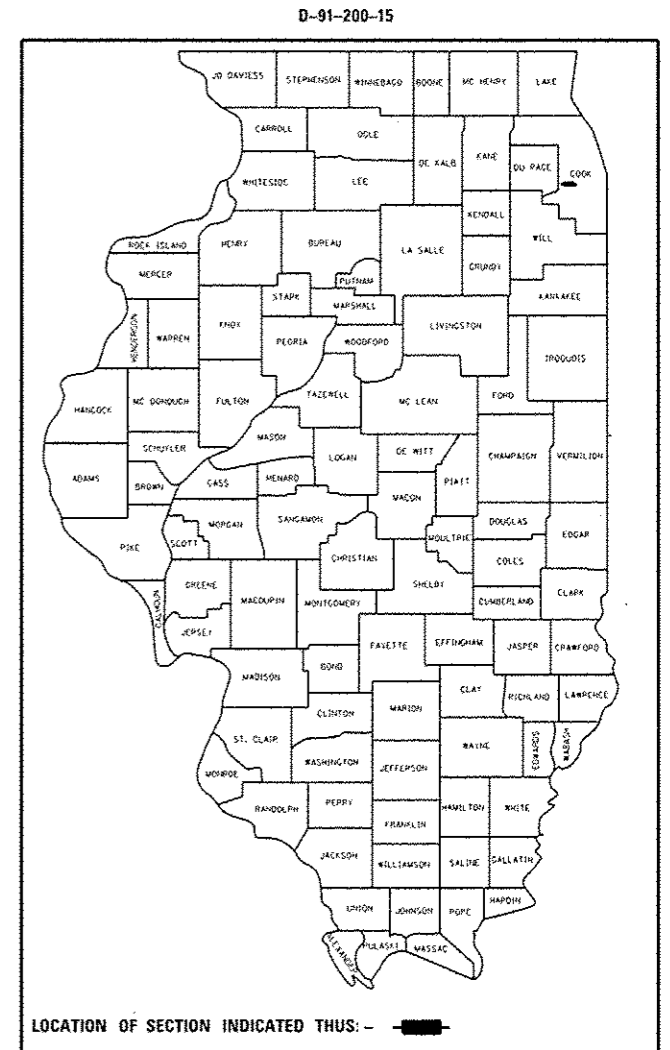 D-91-200-15
JO DAVIESS STEPHENSON WINNEBAGO BOONE MC HENRY LAKE
CARROLL OGLE
DE KALB KANE DU PAGE COOK
WHITESIDE LEE
KENDALL
ROCK ISLAND HENRY BUREAU LA SALLE WILL
GRUNDY
MERCER PUTNAM
STARK KANKAKEE
MARSHALL
HENDERSON WARREN KNOX LIVINGSTON
PEORIA WOODFORD IROQUOIS
HANCOCK MC DONOUGH FULTON TAZEWELL MC LEAN FORD
MASON
SCHUYLER LOGAN DE WITT CHAMPAIGN VERMILION
ADAMS BROWN CASS MENARD PIATT
MACON
MORGAN SANGAMON DOUGLAS
PIKE SCOTT MOULTRIE EDGAR
CHRISTIAN COLES
GREENE SHELBY
CALHOUN MACOUPIN MONTGOMERY CUMBERLAND CLARK
JERSEY
FAYETTE EFFINGHAM JASPER CRAWFORD
MADISON BOND
CLAY RICHLAND LAWRENCE
CLINTON MARION
ST. CLAIR WAYNE EDWARDS WABASH
WASHINGTON JEFFERSON
MONROE
RANDOLPH PERRY HAMILTON WHITE
FRANKLIN
JACKSON WILLIAMSON SALINE GALLATIN
UNION JOHNSON POPE HARDIN
ALEXANDER PULASKI MASSAC
LOCATION OF SECTION INDICATED THUS: -